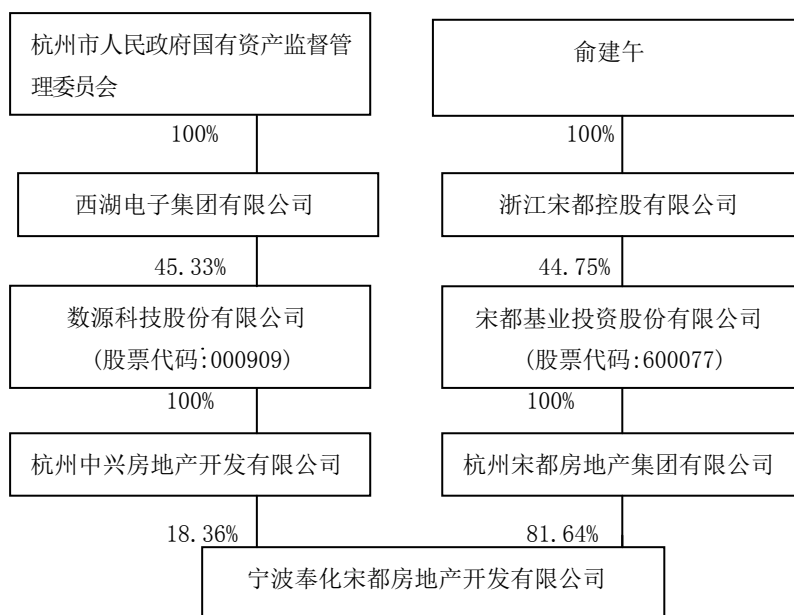 杭州市人民政府国有资产监督管
理委员会
俞建午
100%
100%
西湖电子集团有限公司
浙江宋都控股有限公司
45.33%
44.75%
数源科技股份有限公司
(股票代码:000909)
宋都基业投资股份有限公司
(股票代码:600077)
100%
100%
杭州中兴房地产开发有限公司
杭州宋都房地产集团有限公司
18.36%
81.64%
宁波奉化宋都房地产开发有限公司